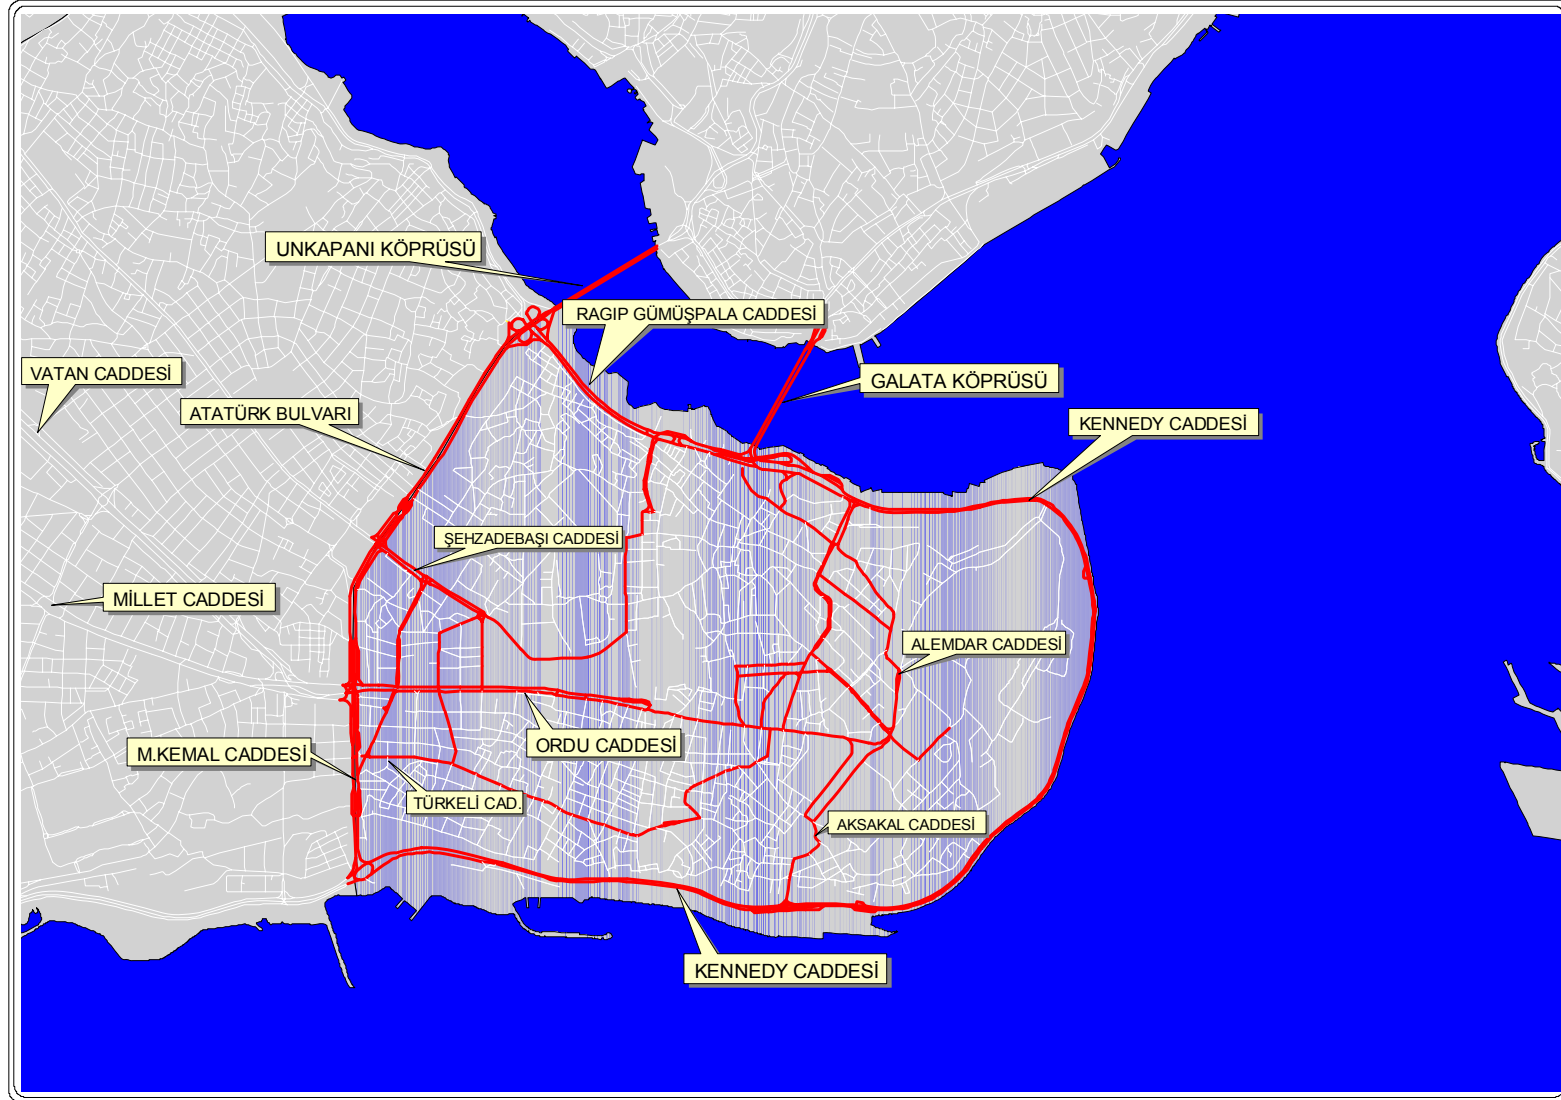 UNKAPANI KÖPRÜSÜ
RAGIP GÜMÜŞPALA CADDESİ
VATAN CADDESİ
GALATA KÖPRÜSÜ
ATATÜRK BULVARI
KENNEDY CADDESİ
ŞEHZADEBAŞI CADDESİ
MİLLET CADDESİ
ALEMDAR CADDESİ
ORDU CADDESİ
M.KEMAL CADDESİ
TÜRKELİ CAD.
AKSAKAL CADDESİ
KENNEDY CADDESİ